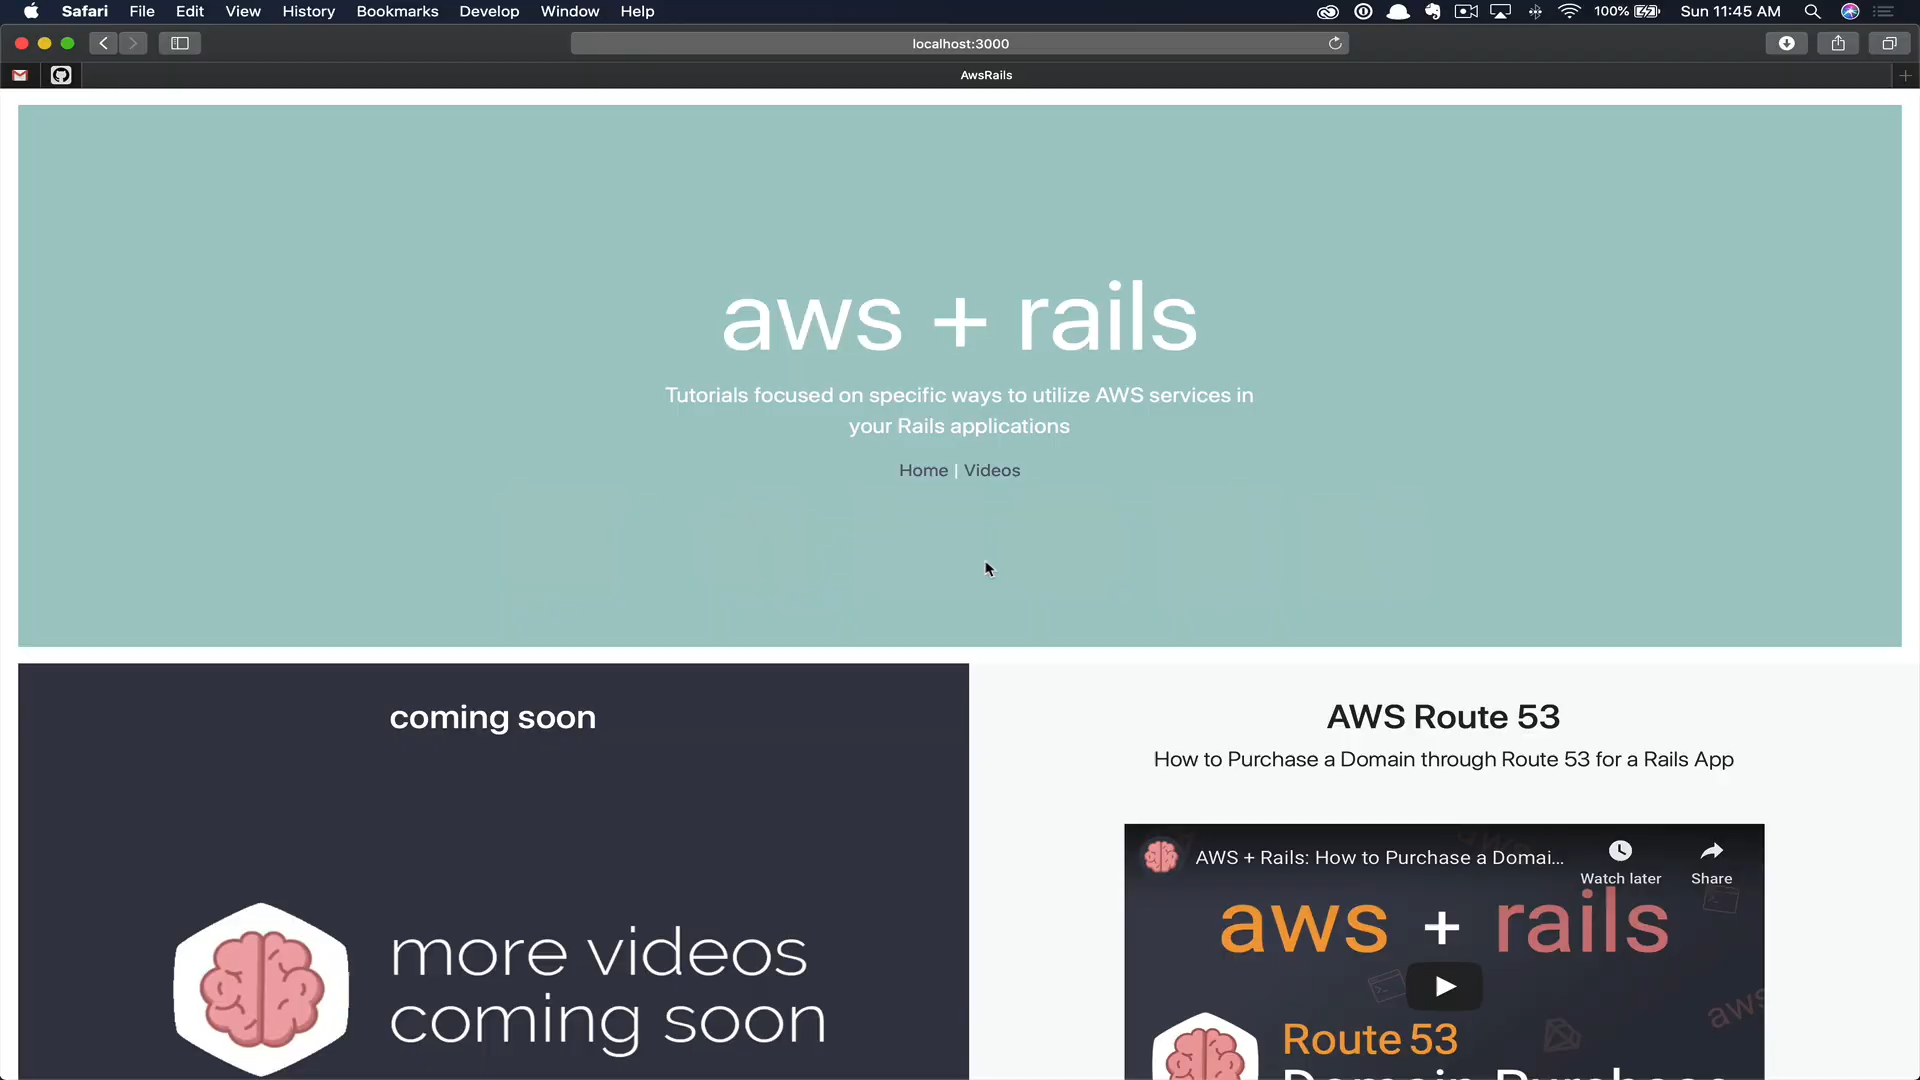 Safari File Edit View History Bookmarks Develop Window Help 100% Sun 11:45 AM
localhost:3000
AwsRails
aws + rails
Tutorials focused on specific ways to utilize AWS services in
your Rails applications
Home | Videos
coming soon
more videos
coming soon
AWS Route 53
How to Purchase a Domain through Route 53 for a Rails App
AWS + Rails: How to Purchase a Domai...
Watch later
Share
aws + rails
aws
Route 53
Domain Purchase